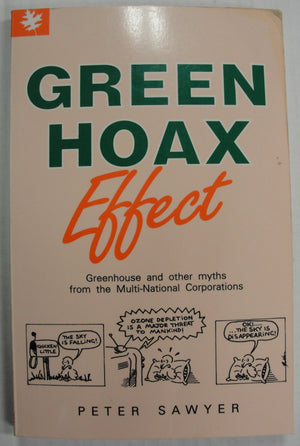 GREEN
HOAX
Effect
Greenhouse and other myths
from the Multi-National Corporations
CHICKEN
LITTLE
THE SKY
IS FALLING!
OZONE DEPLETION
IS A MAJOR THREAT
TO MANKIND!
OK!
...THE SKY IS
DISAPPEARING!
PETER SAWYER